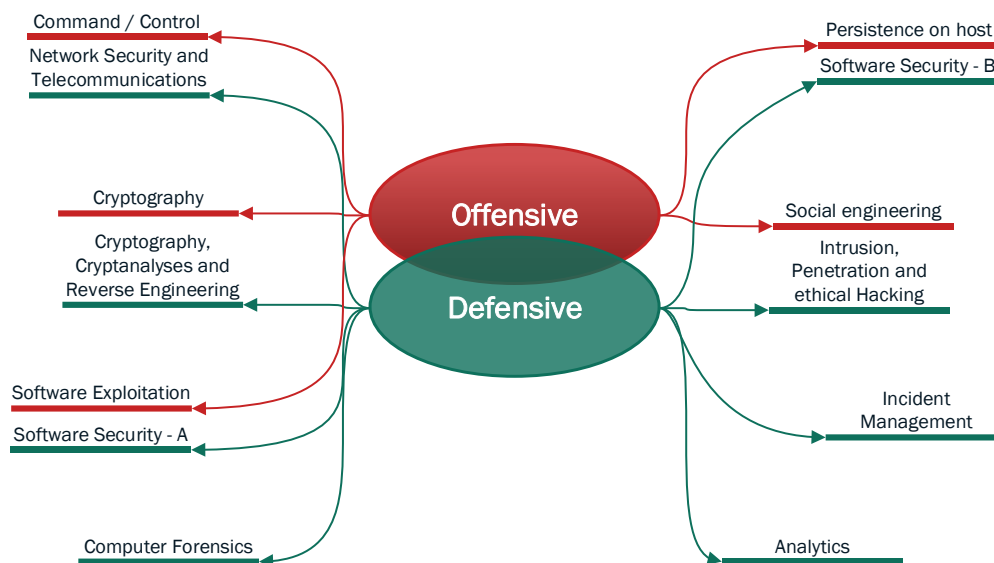 Command / Control
Network Security and
Telecommunications
Cryptography
Cryptography,
Cryptanalyses and
Reverse Engineering
Software Exploitation
Software Security - A
Computer Forensics
Offensive
Defensive
Persistence on host
Software Security - B
Social engineering
Intrusion,
Penetration and
ethical Hacking
Incident
Management
Analytics